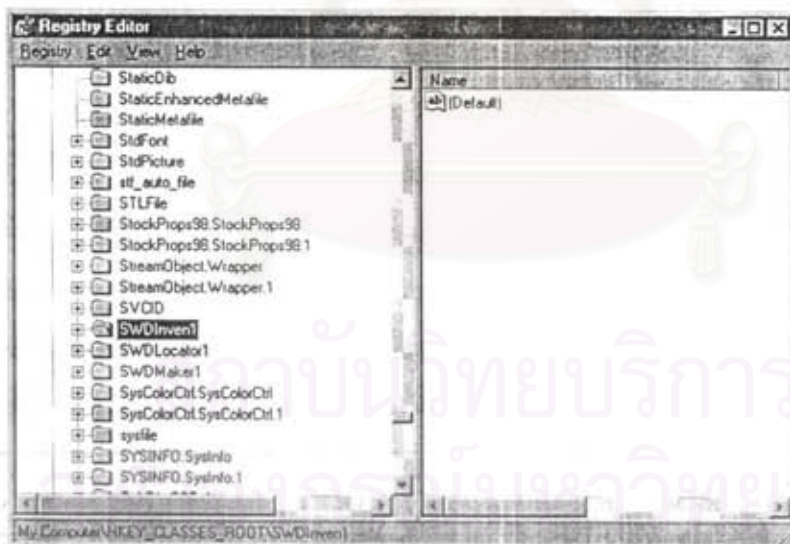 Registry Editor
Registry Edit View Help
StaticDib
StaticEnhancedMetafile
StaticMetafile
StdFont
StdPicture
stf_auto_file
STLFile
StockProps98.StockProps98
StockProps98.StockProps98.1
StreamObject.Wrapper
StreamObject.Wrapper.1
SVCID
SWDInven1
SWDLocator1
SWDMaker1
SysColorCtrl.SysColorCtrl
SysColorCtrl.SysColorCtrl.1
sysfile
SYSINFO.SysInfo
SYSINFO.SysInfo.1
Name
ab (Default)
My Computer\HKEY_CLASSES_ROOT\SWDInven1